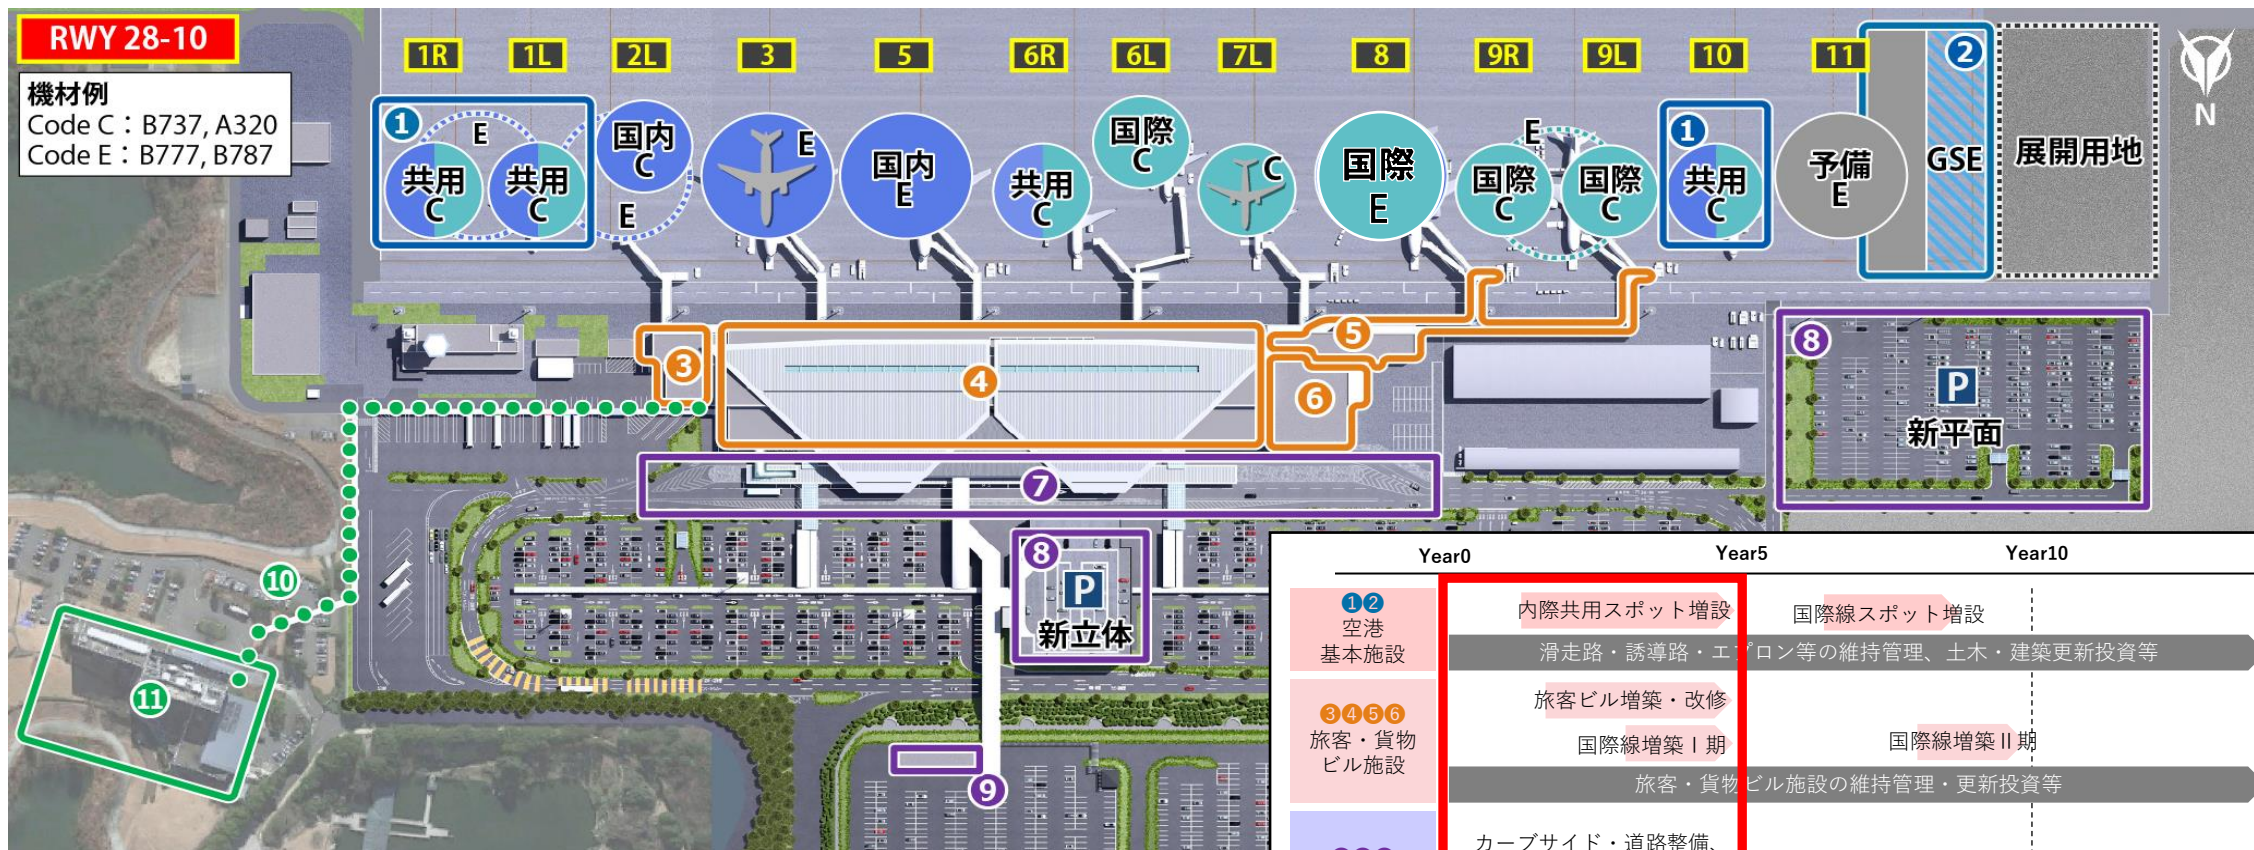 RWY 28-10
機材例
Code C：B737, A320
Code E：B777, B787
1R
1L
2L
3
5
6R
6L
7L
8
9R
9L
10
11
N
1
E
共用
C
共用
C
国内
C
E
E
国内
E
共用
C
国際
C
C
国際
E
E
国際
C
国際
C
1
共用
C
予備
E
2
GSE
展開用地
3
4
5
6
7
8
P
新平面
8
P
新立体
9
10
11
Year0
Year5
Year10
12
空港
基本施設
内際共用スポット増設
国際線スポット増設
滑走路・誘導路・エプロン等の維持管理、土木・建築更新投資等
3456
旅客・貨物
ビル施設
旅客ビル増築・改修
国際線増築Ⅰ期
国際線増築Ⅱ期
旅客・貨物ビル施設の維持管理・更新投資等
カーブサイド・道路整備、